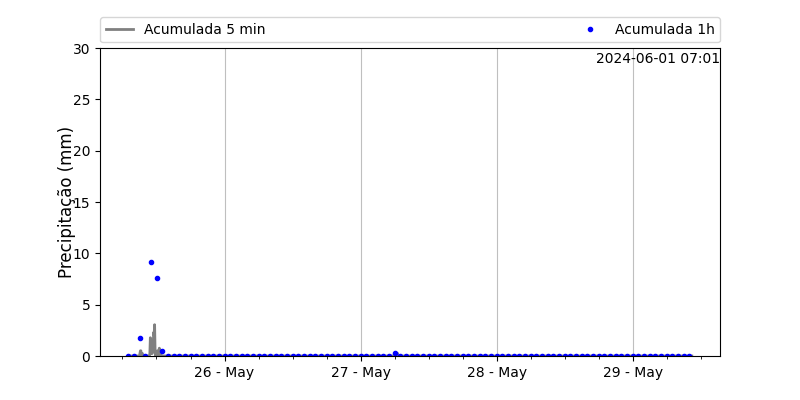 Acumulada 5 min
Acumulada 1h
2024-06-01 07:01
Precipitação (mm)
30
25
20
15
10
5
0
26 - May
27 - May
28 - May
29 - May